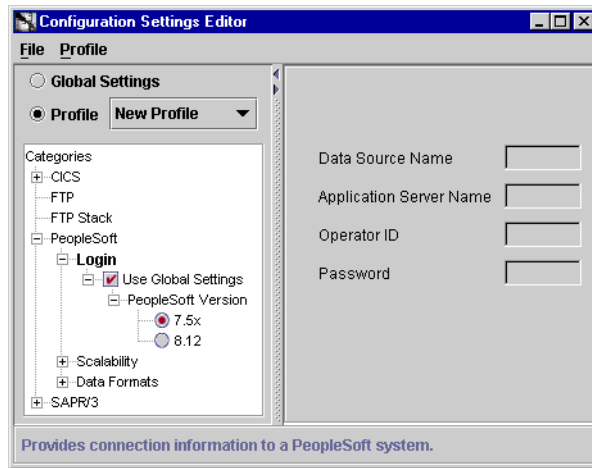 Configuration Settings Editor
File Profile
Global Settings
Profile New Profile
Categories
CICS
FTP
FTP Stack
PeopleSoft
Login
Use Global Settings
PeopleSoft Version
7.5x
8.12
Scalability
Data Formats
SAPR/3
Data Source Name
Application Server Name
Operator ID
Password
Provides connection information to a PeopleSoft system.